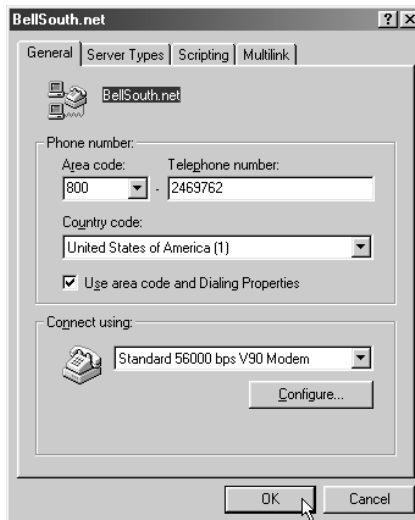 BellSouth.net
General Server Types Scripting Multilink
BellSouth.net
Phone number:
Area code: Telephone number:
800 - 2469762
Country code:
United States of America (1)
Use area code and Dialing Properties
Connect using:
Standard 56000 bps V90 Modem
Configure...
OK Cancel